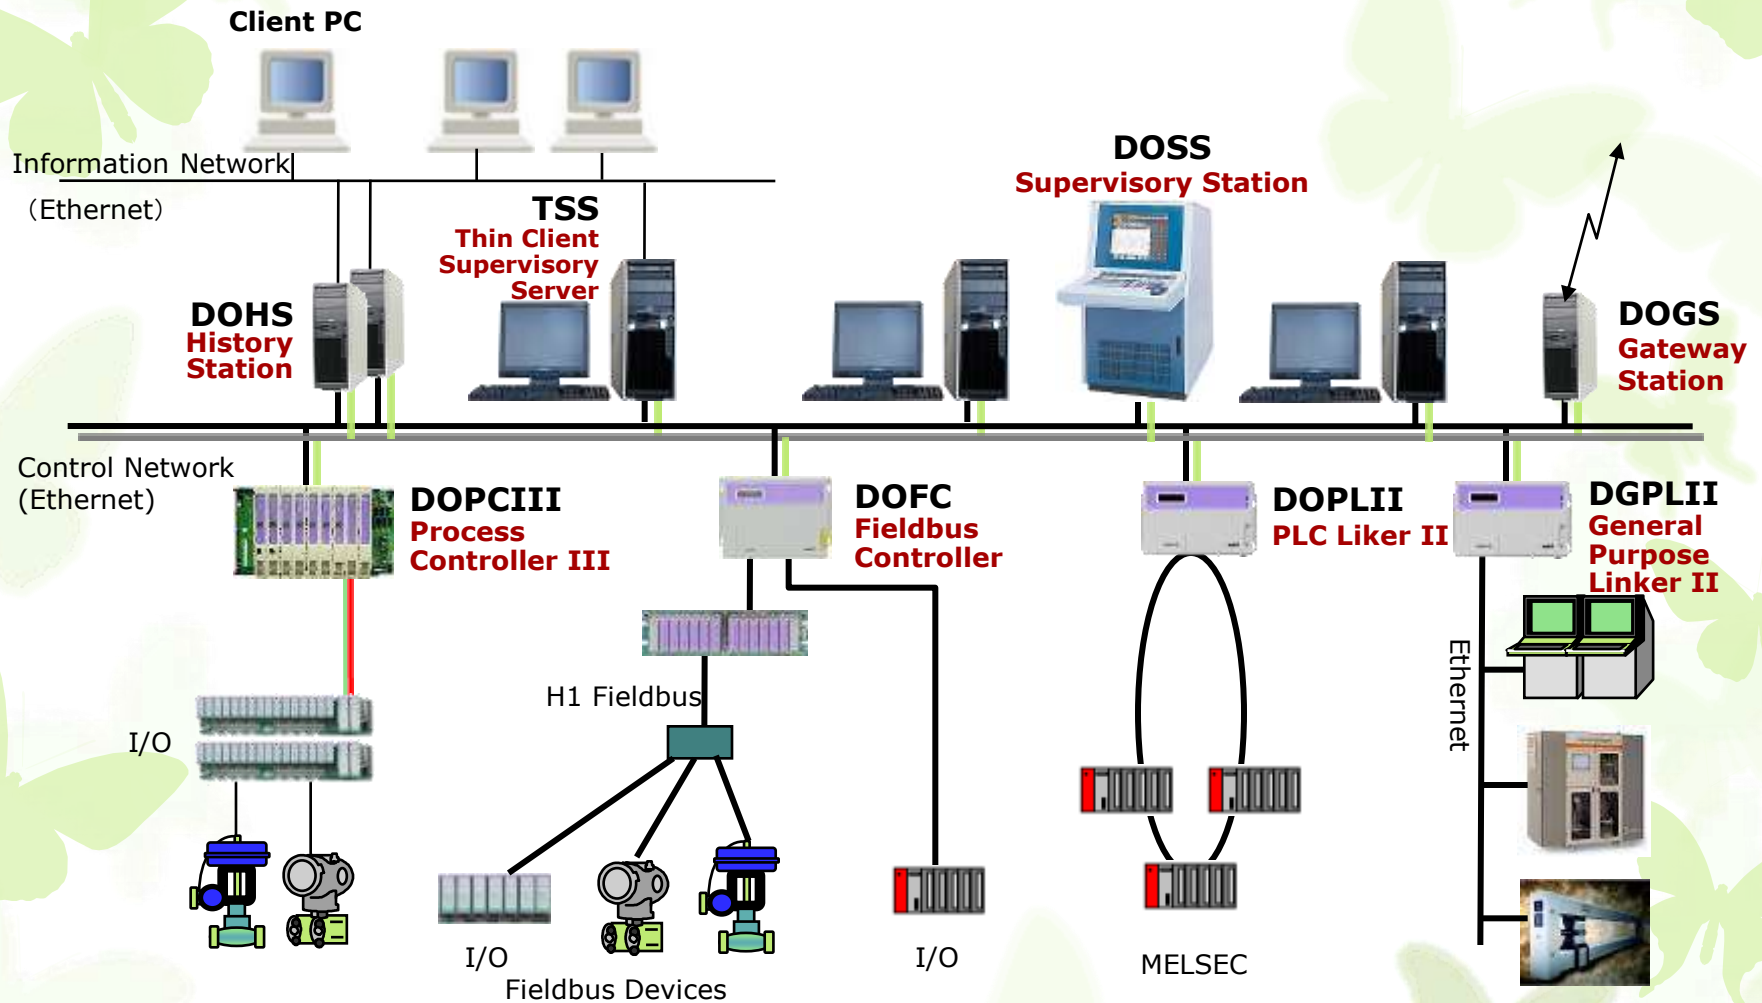 Client PC
Information Network
（Ethernet）
TSS
Thin Client
Supervisory
Server
DOSS
Supervisory Station
DOHS
History
Station
DOGS
Gateway
Station
Control Network
(Ethernet)
DOPCIII
Process
Controller III
DOFC
Fieldbus
Controller
DOPLII
PLC Liker II
DGPLII
General
Purpose
Linker II
H1 Fieldbus
I/O
Ethernet
I/O
Fieldbus Devices
I/O
MELSEC